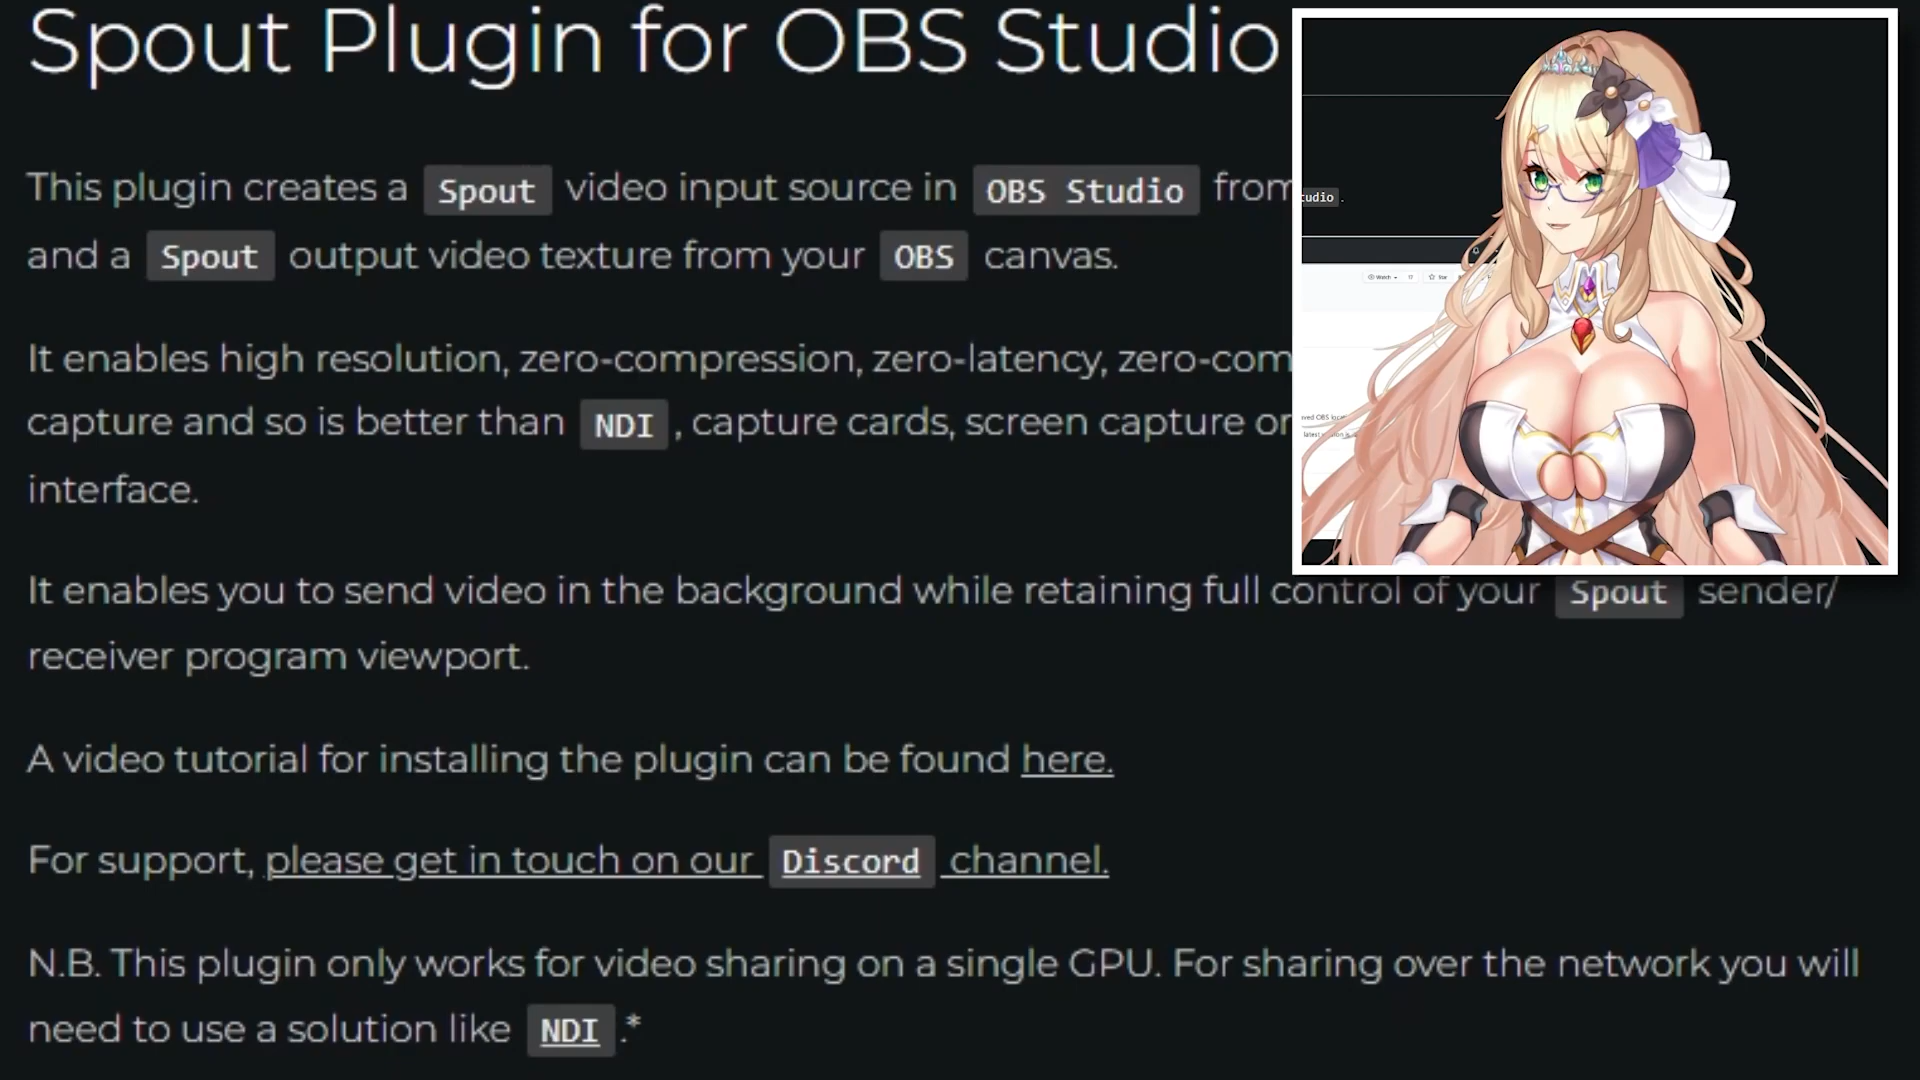 Spout Plugin for OBS Studio
This plugin creates a Spout video input source in OBS Studio from
and a Spout output video texture from your OBS canvas.
It enables high resolution, zero-compression, zero-latency, zero-com
capture and so is better than NDI, capture cards, screen capture or
interface.
It enables you to send video in the background while retaining full control of your Spout sender/
receiver program viewport.
A video tutorial for installing the plugin can be found here.
For support, please get in touch on our Discord channel.
N.B. This plugin only works for video sharing on a single GPU. For sharing over the network you will
need to use a solution like NDI.*
tudio.
Watch 17 Star